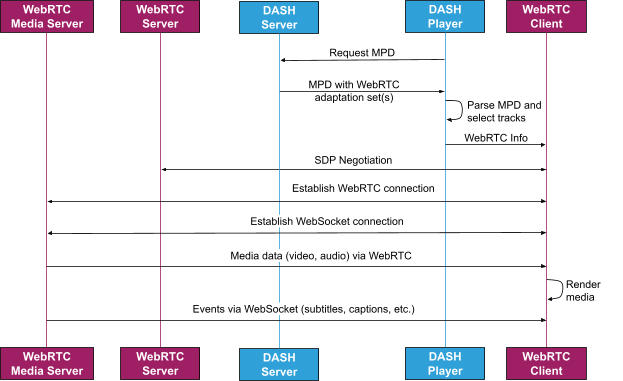 WebRTC
Media Server
WebRTC
Server
DASH
Server
DASH
Player
WebRTC
Client
Request MPD
MPD with WebRTC
adaptation set(s)
Parse MPD and
select tracks
WebRTC Info
SDP Negotiation
Establish WebRTC connection
Establish WebSocket connection
Media data (video, audio) via WebRTC
Render
media
Events via WebSocket (subtitles, captions, etc.)
WebRTC
Media Server
WebRTC
Server
DASH
Server
DASH
Player
WebRTC
Client